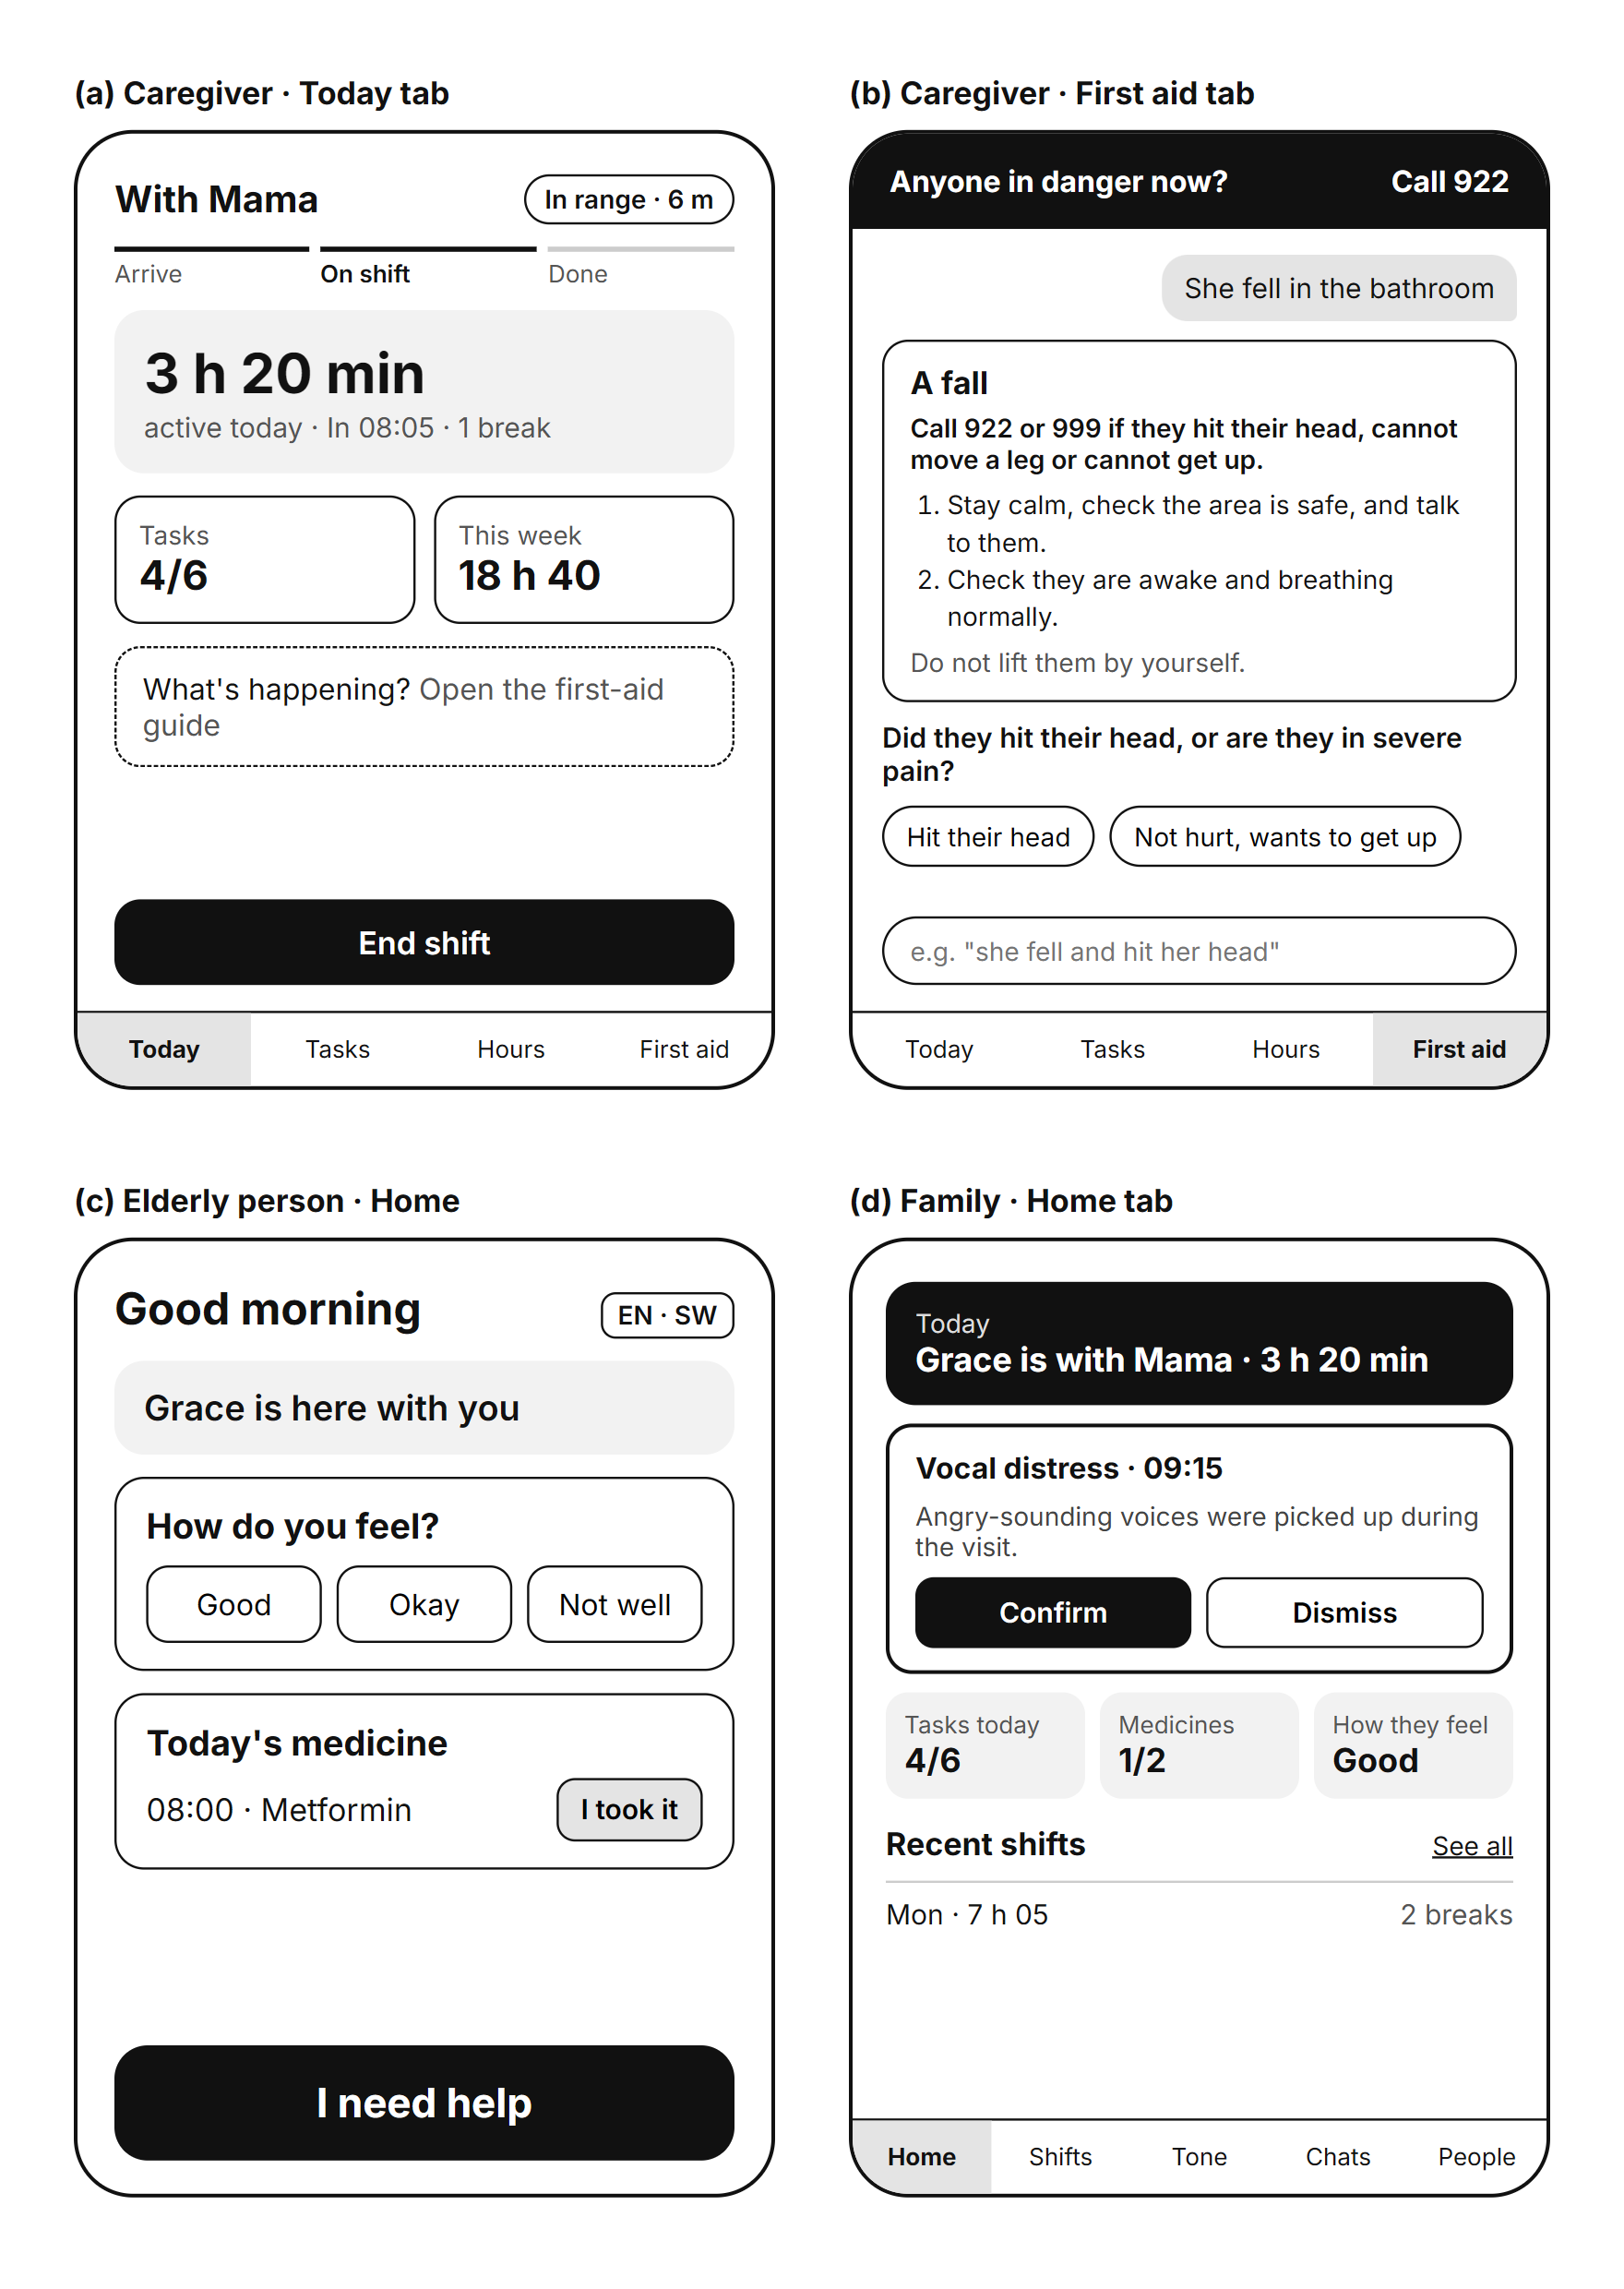 (a) Caregiver · Today tab
With Mama
In range · 6 m
Arrive
On shift
Done
3 h 20 min
active today · In 08:05 · 1 break
Tasks
4/6
This week
18 h 40
What's happening? Open the first-aid
guide
End shift
Today
Tasks
Hours
First aid
(b) Caregiver · First aid tab
Anyone in danger now?
Call 922
She fell in the bathroom
A fall
Call 922 or 999 if they hit their head, cannot
move a leg or cannot get up.
1. Stay calm, check the area is safe, and talk
to them.
2. Check they are awake and breathing
normally.
Do not lift them by yourself.
Did they hit their head, or are they in severe
pain?
Hit their head
Not hurt, wants to get up
e.g. "she fell and hit her head"
Today
Tasks
Hours
First aid
(c) Elderly person · Home
Good morning
EN · SW
Grace is here with you
How do you feel?
Good
Okay
Not well
Today's medicine
08:00 · Metformin
I took it
I need help
(d) Family · Home tab
Today
Grace is with Mama · 3 h 20 min
Vocal distress · 09:15
Angry-sounding voices were picked up during
the visit.
Confirm
Dismiss
Tasks today
4/6
Medicines
1/2
How they feel
Good
Recent shifts
See all
Mon · 7 h 05
2 breaks
Home
Shifts
Tone
Chats
People